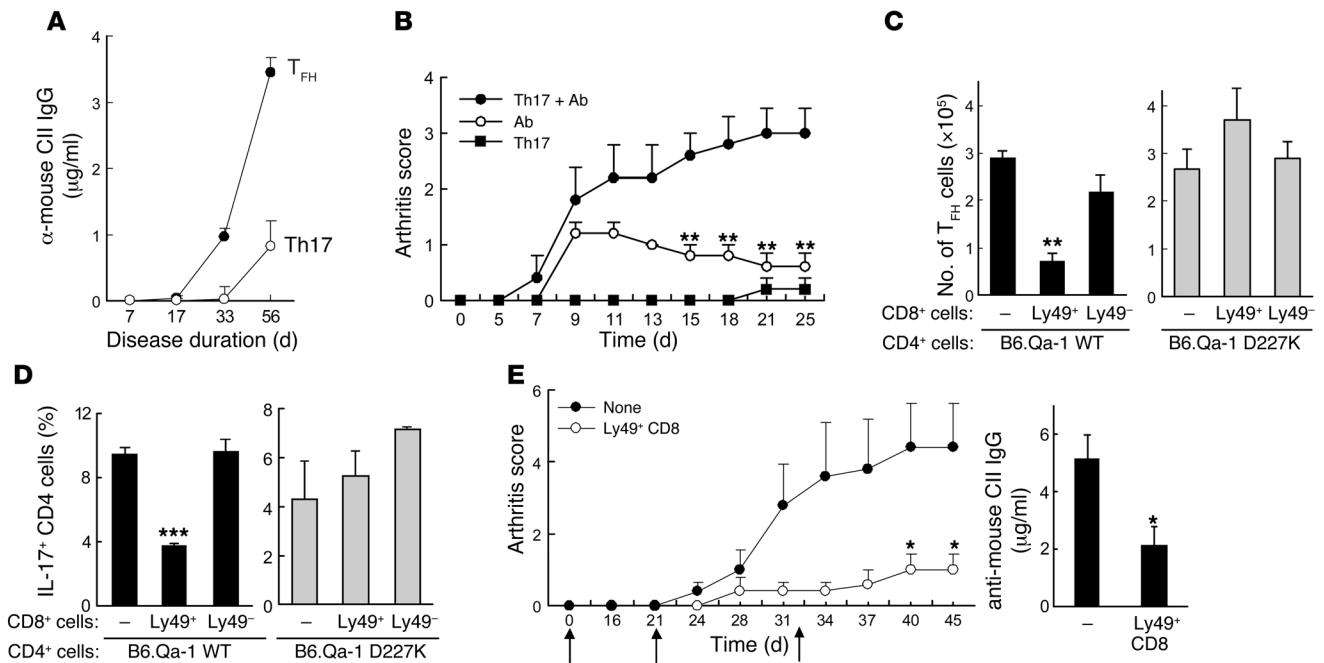 A
α-mouse CII IgG
(μg/ml)
4
3
2
1
0
T_FH
Th17
7 17 33 56
Disease duration (d)
B
Arthritis score
4
3
2
1
0
Th17 + Ab
Ab
Th17
** ** ** **
0 5 7 9 11 13 15 18 21 25
Time (d)
C
No. of T_FH cells (×10⁵)
4
3
2
1
0
**
4
3
2
1
0
CD8⁺ cells: – Ly49⁺ Ly49⁻ – Ly49⁺ Ly49⁻
CD4⁺ cells: B6.Qa-1 WT B6.Qa-1 D227K
D
IL-17⁺ CD4 cells (%)
12
8
4
0
***
8
6
4
2
0
CD8⁺ cells: – Ly49⁺ Ly49⁻ – Ly49⁺ Ly49⁻
CD4⁺ cells: B6.Qa-1 WT B6.Qa-1 D227K
E
Arthritis score
6
4
2
0
None
Ly49⁺ CD8
* *
0 16 21 24 28 31 34 37 40 45
Time (d)
anti-mouse CII IgG
(μg/ml)
6
4
2
0
*
– Ly49⁺
CD8